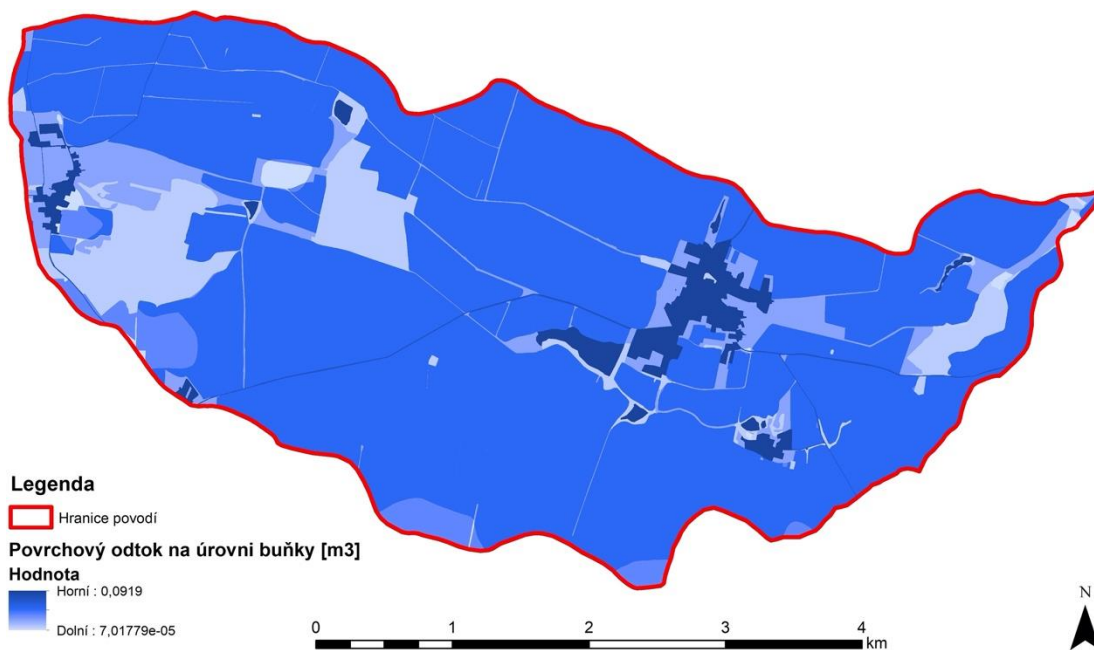 Legenda
Hranice povodí
Povrchový odtok na úrovni buňky [m3]
Hodnota
Horní : 0,0919
Dolní : 7,01779e-05
0 1 2 3 4
km
N